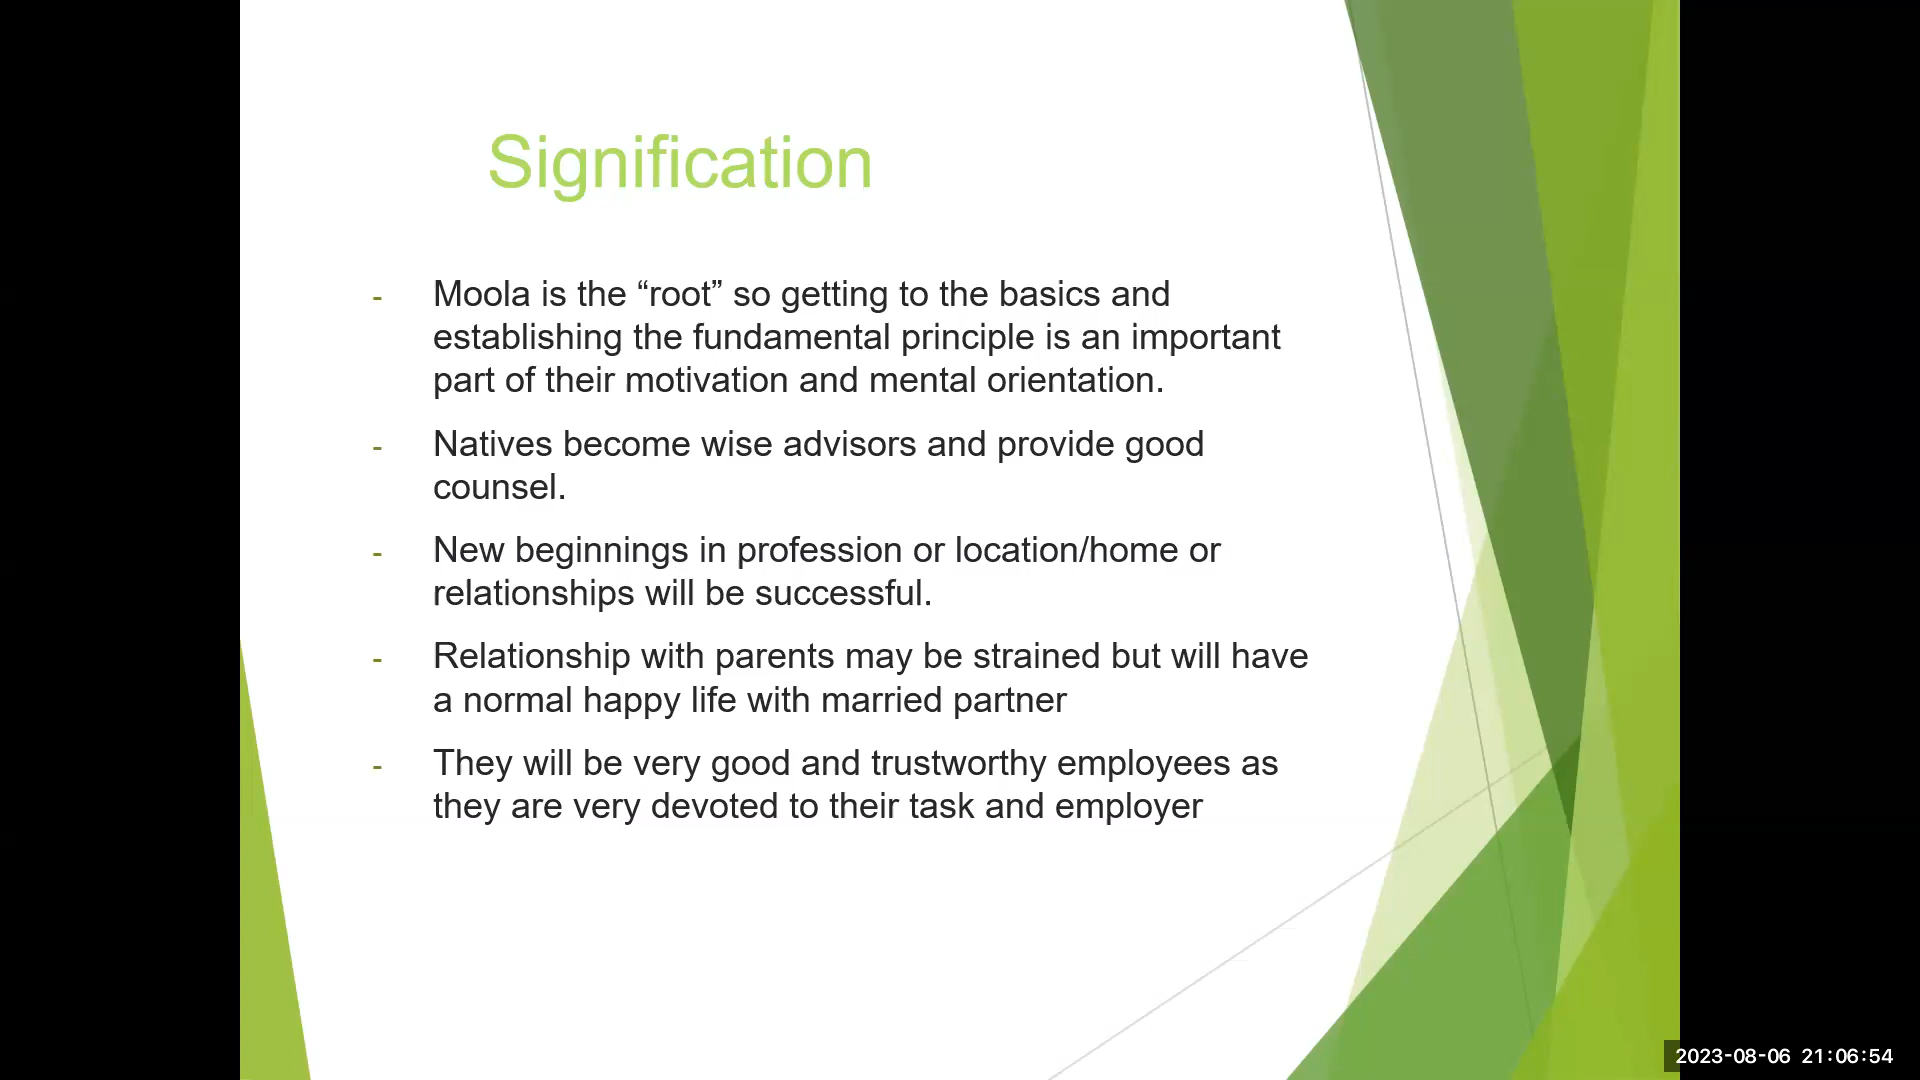 Signification
- Moola is the “root” so getting to the basics and
establishing the fundamental principle is an important
part of their motivation and mental orientation.
- Natives become wise advisors and provide good
counsel.
- New beginnings in profession or location/home or
relationships will be successful.
- Relationship with parents may be strained but will have
a normal happy life with married partner
- They will be very good and trustworthy employees as
they are very devoted to their task and employer
2023-08-06 21:06:54